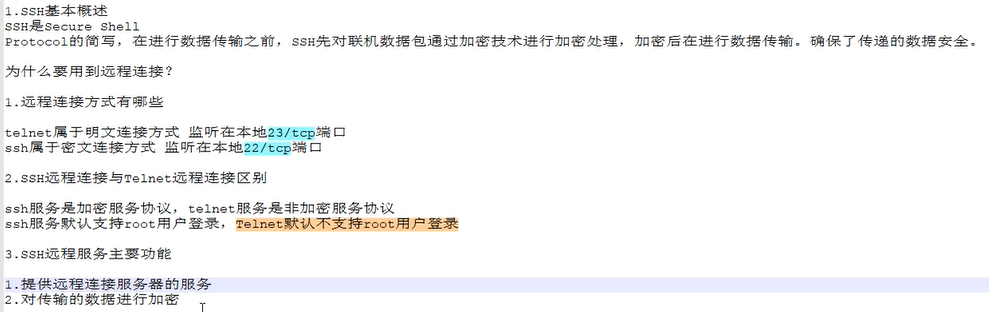 1.SSH基本概述
SSH是Secure Shell
Protocol的简写，在进行数据传输之前，SSH先对联机数据包通过加密技术进行加密处理，加密后在进行数据传输。确保了传递的数据安全。
为什么要用到远程连接？
1.远程连接方式有哪些
telnet属于明文连接方式 监听在本地23/tcp端口
ssh属于密文连接方式 监听在本地22/tcp端口
2.SSH远程连接与Telnet远程连接区别
ssh服务是加密服务协议，telnet服务是非加密服务协议
ssh服务默认支持root用户登录，Telnet默认不支持root用户登录
3.SSH远程服务主要功能
1.提供远程连接服务器的服务
2.对传输的数据进行加密